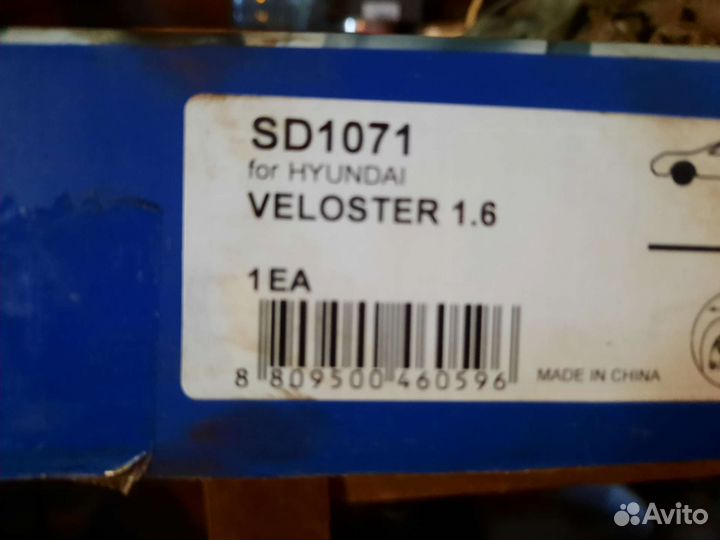 SD1071
for HYUNDAI
VELOSTER 1.6
1EA
8 809500 460596
MADE IN CHINA
Avito